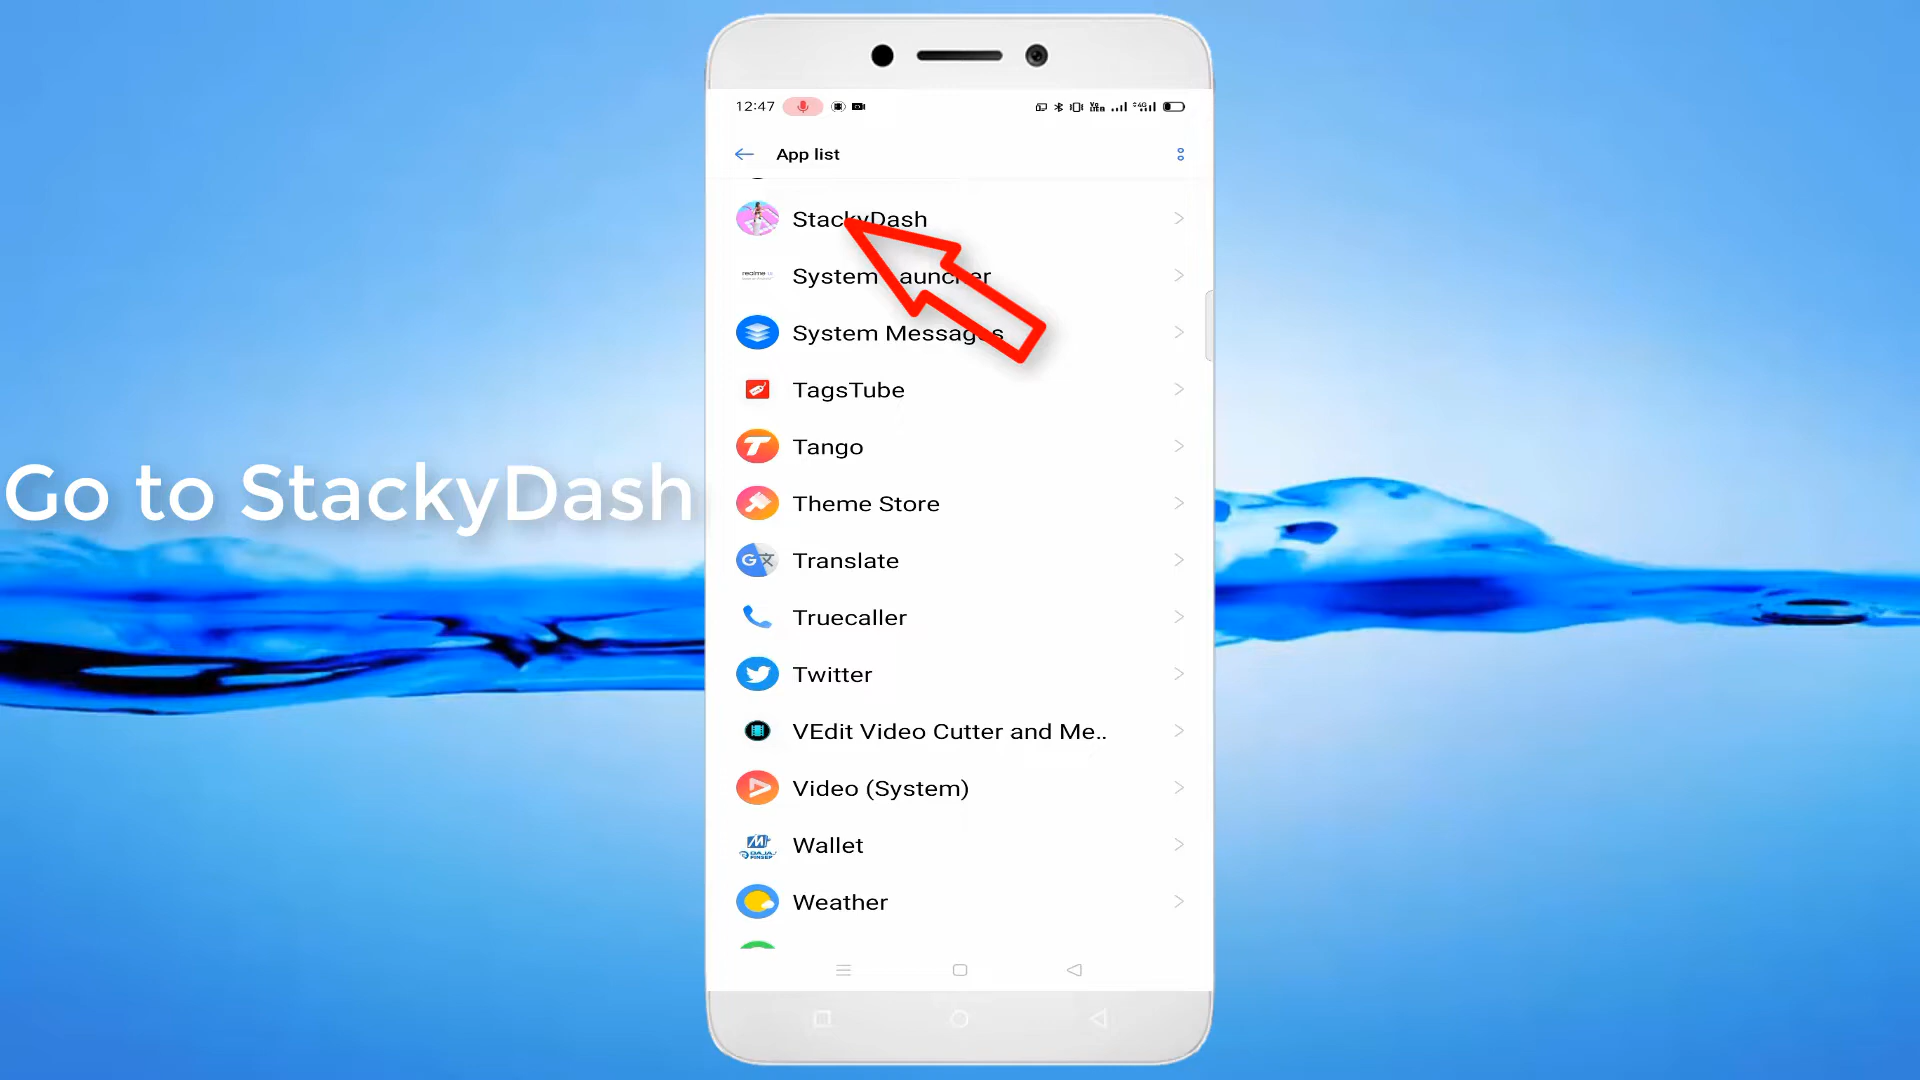 12:47
App list
StackyDash
System Launcher
System Messages
TagsTube
Tango
Go to StackyDash
Theme Store
Translate
Truecaller
Twitter
VEdit Video Cutter and Me..
Video (System)
Wallet
Weather